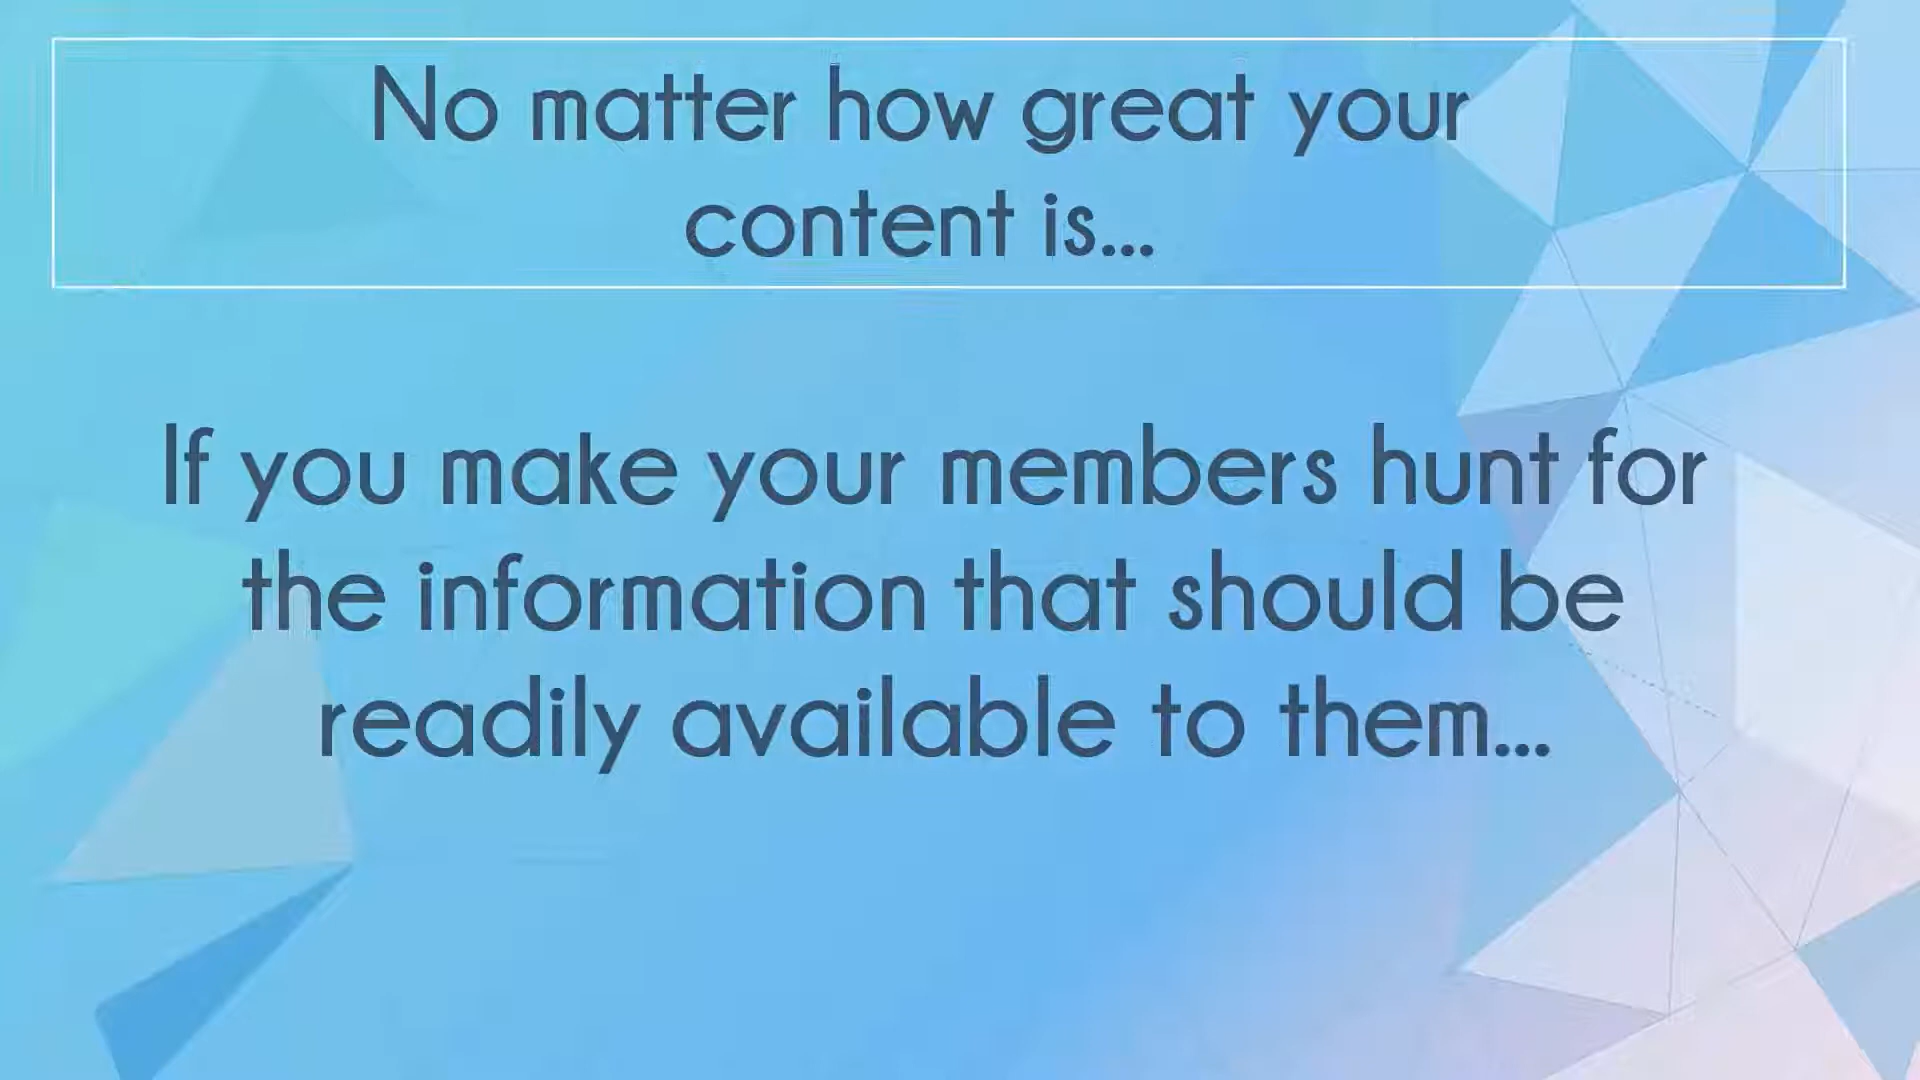 No matter how great your
content is...
If you make your members hunt for
the information that should be
readily available to them...